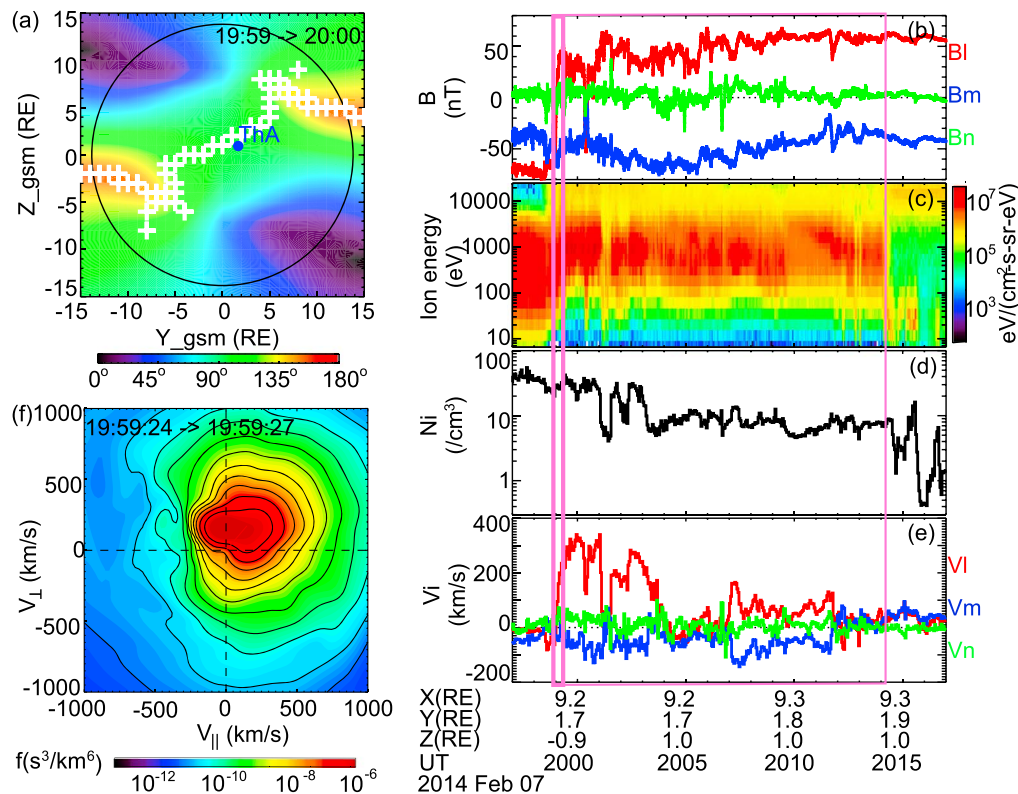 (a)
19:59 -> 20:00
15
10
5
0
-5
-10
-15
Z_gsm (RE)
ThA
-15 -10 -5 0 5 10 15
Y_gsm (RE)
0° 45° 90° 135° 180°
(f)
19:59:24 -> 19:59:27
1000
500
0
-500
-1000
V⊥ (km/s)
-1000 -500 0 500 1000
V|| (km/s)
f(s³/km⁶)
10⁻¹² 10⁻¹⁰ 10⁻⁸ 10⁻⁶
(b)
B
(nT)
50
0
-50
Bl
Bm
Bn
(c)
Ion energy
(eV)
10000
1000
100
10
10⁷
10⁵
10³
eV/(cm²-s-sr-eV)
(d)
Ni
(/cm³)
100
10
1
(e)
Vi
(km/s)
400
200
0
-200
Vl
Vm
Vn
X(RE) 9.2 9.2 9.3 9.3
Y(RE) 1.7 1.7 1.8 1.9
Z(RE) -0.9 1.0 1.0 1.0
UT 2000 2005 2010 2015
2014 Feb 07